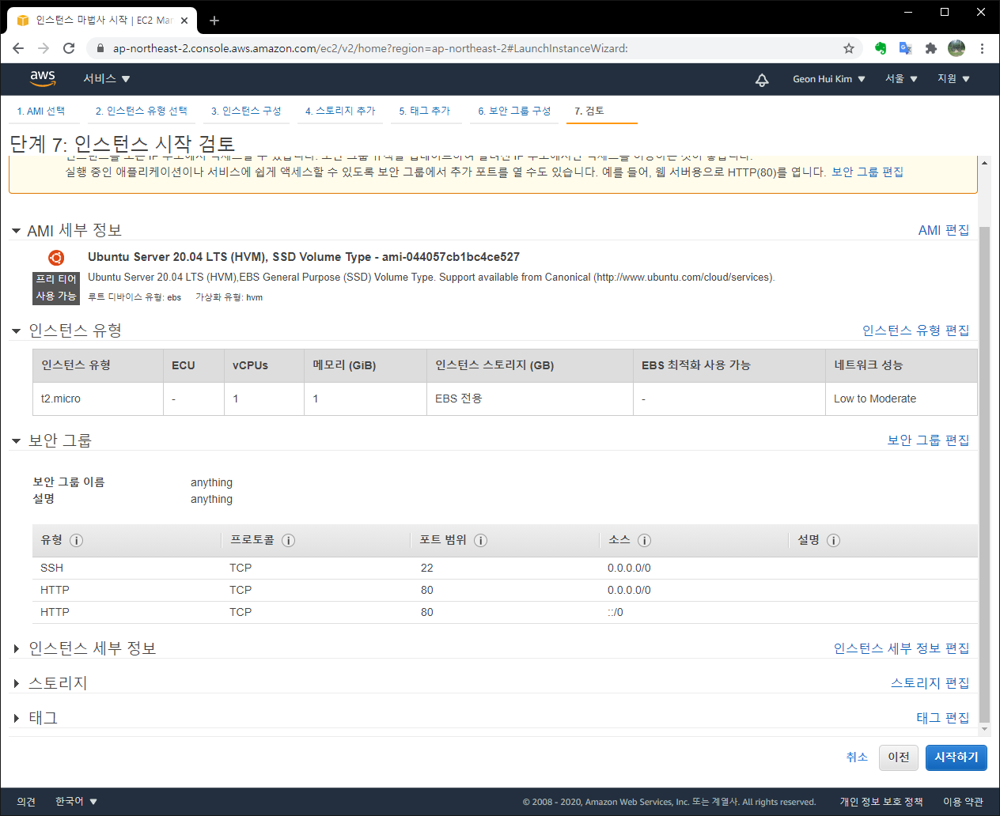 인스턴스 마법사 시작 | EC2 Mar
ap-northeast-2.console.aws.amazon.com/ec2/v2/home?region=ap-northeast-2#LaunchInstanceWizard:
aws 서비스 Geon Hui Kim 서울 지원
1. AMI 선택 2. 인스턴스 유형 선택 3. 인스턴스 구성 4. 스토리지 추가 5. 태그 추가 6. 보안 그룹 구성 7. 검토
단계 7: 인스턴스 시작 검토
실행 중인 애플리케이션이나 서비스에 쉽게 액세스할 수 있도록 보안 그룹에서 추가 포트를 열 수도 있습니다. 예를 들어, 웹 서버용으로 HTTP(80)를 엽니다. 보안 그룹 편집
AMI 세부 정보 AMI 편집
Ubuntu Server 20.04 LTS (HVM), SSD Volume Type - ami-044057cb1bc4ce527
프리 티어
사용 가능
Ubuntu Server 20.04 LTS (HVM),EBS General Purpose (SSD) Volume Type. Support available from Canonical (http://www.ubuntu.com/cloud/services).
루트 디바이스 유형: ebs 가상화 유형: hvm
인스턴스 유형 인스턴스 유형 편집
인스턴스 유형 ECU vCPUs 메모리 (GiB) 인스턴스 스토리지 (GB) EBS 최적화 사용 가능 네트워크 성능
t2.micro - 1 1 EBS 전용 - Low to Moderate
보안 그룹 보안 그룹 편집
보안 그룹 이름 anything
설명 anything
유형 프로토콜 포트 범위 소스 설명
SSH TCP 22 0.0.0.0/0
HTTP TCP 80 0.0.0.0/0
HTTP TCP 80 ::/0
인스턴스 세부 정보 인스턴스 세부 정보 편집
스토리지 스토리지 편집
태그 태그 편집
취소 이전 시작하기
의견 한국어 © 2008 - 2020, Amazon Web Services, Inc. 또는 계열사. All rights reserved. 개인 정보 보호 정책 이용 약관